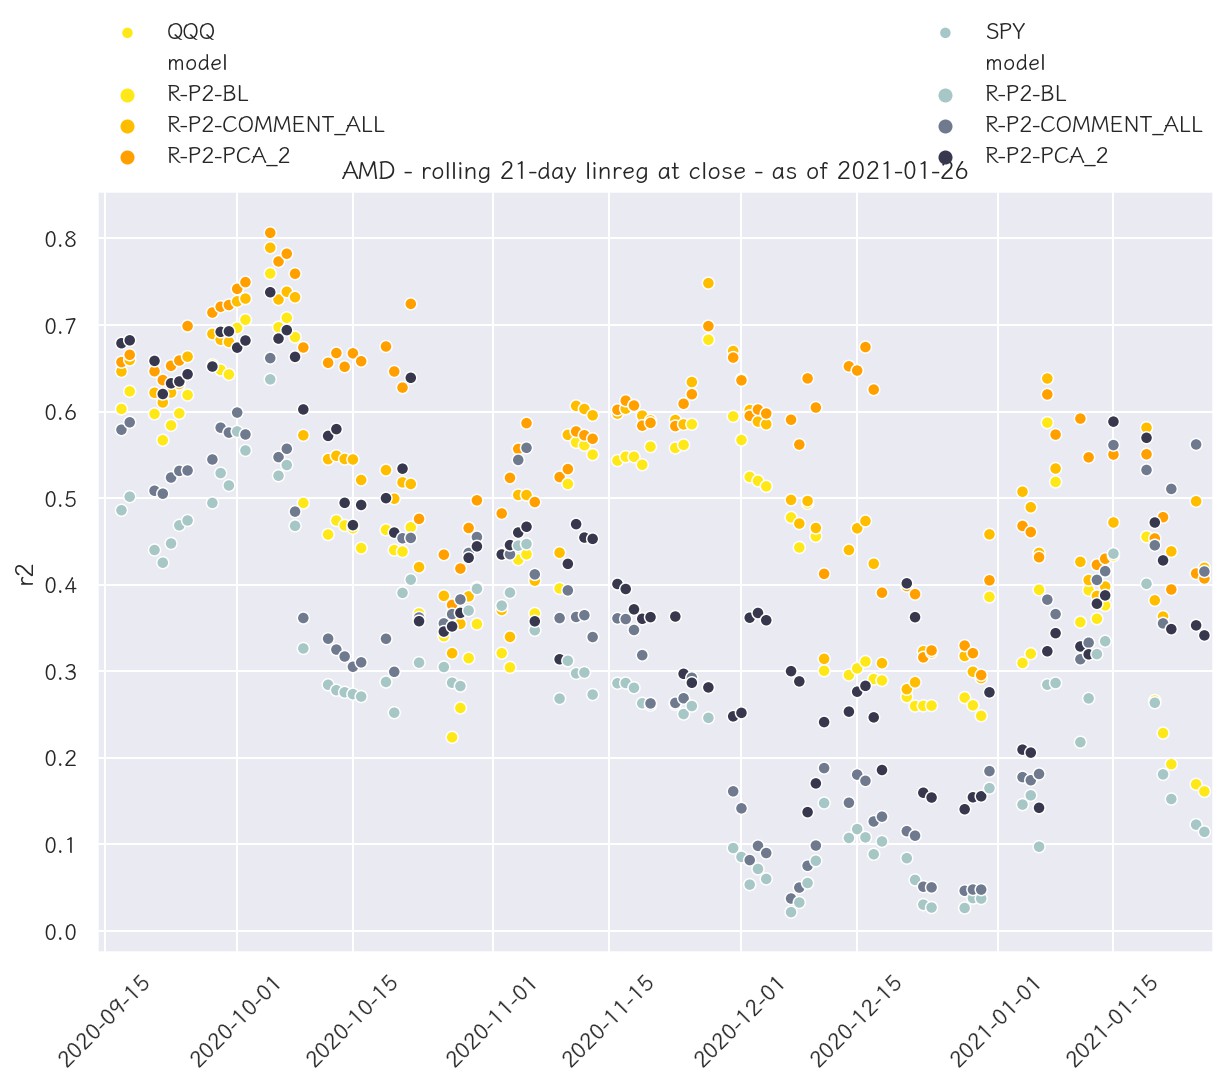 QQQ
model
R-P2-BL
R-P2-COMMENT_ALL
R-P2-PCA_2
SPY
model
R-P2-BL
R-P2-COMMENT_ALL
R-P2-PCA_2
AMD - rolling 21-day linreg at close - as of 2021-01-26
r2
0.8
0.7
0.6
0.5
0.4
0.3
0.2
0.1
0.0
2020-09-15
2020-10-01
2020-10-15
2020-11-01
2020-11-15
2020-12-01
2020-12-15
2021-01-01
2021-01-15